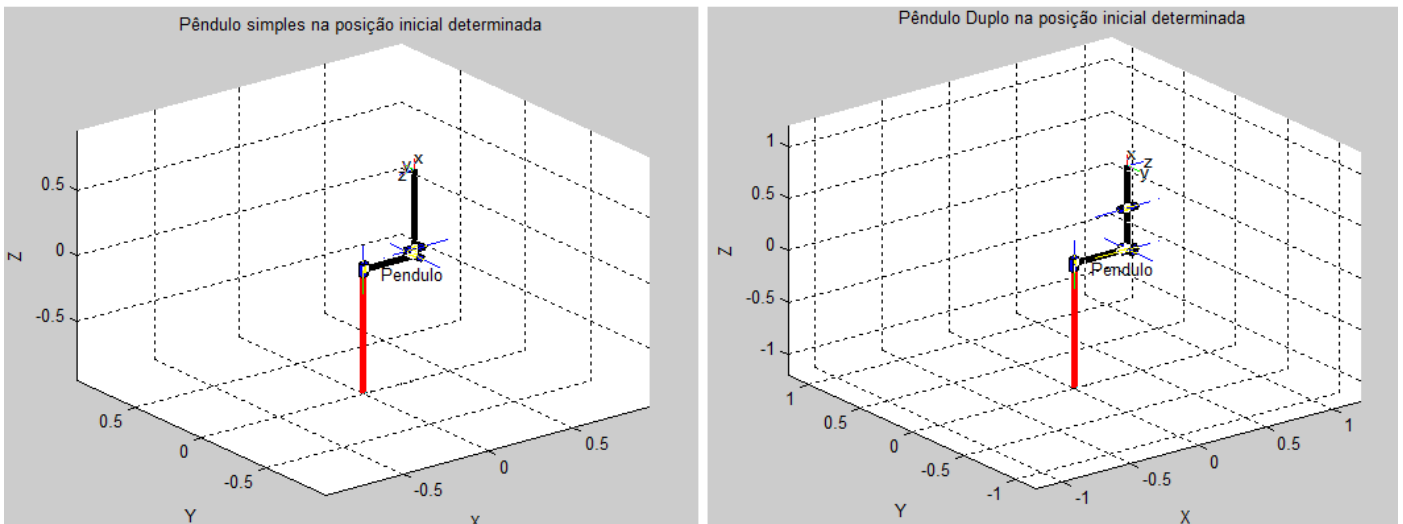 Pêndulo simples na posição inicial determinada
0.5
0
-0.5
Z
y x
z
Pendulo
0.5
0
-0.5
Y
-0.5
0
0.5
X
Pêndulo Duplo na posição inicial determinada
1
0.5
0
-0.5
-1
Z
x z
y
Pendulo
1
0.5
0
-0.5
-1
Y
-1
-0.5
0
0.5
1
X